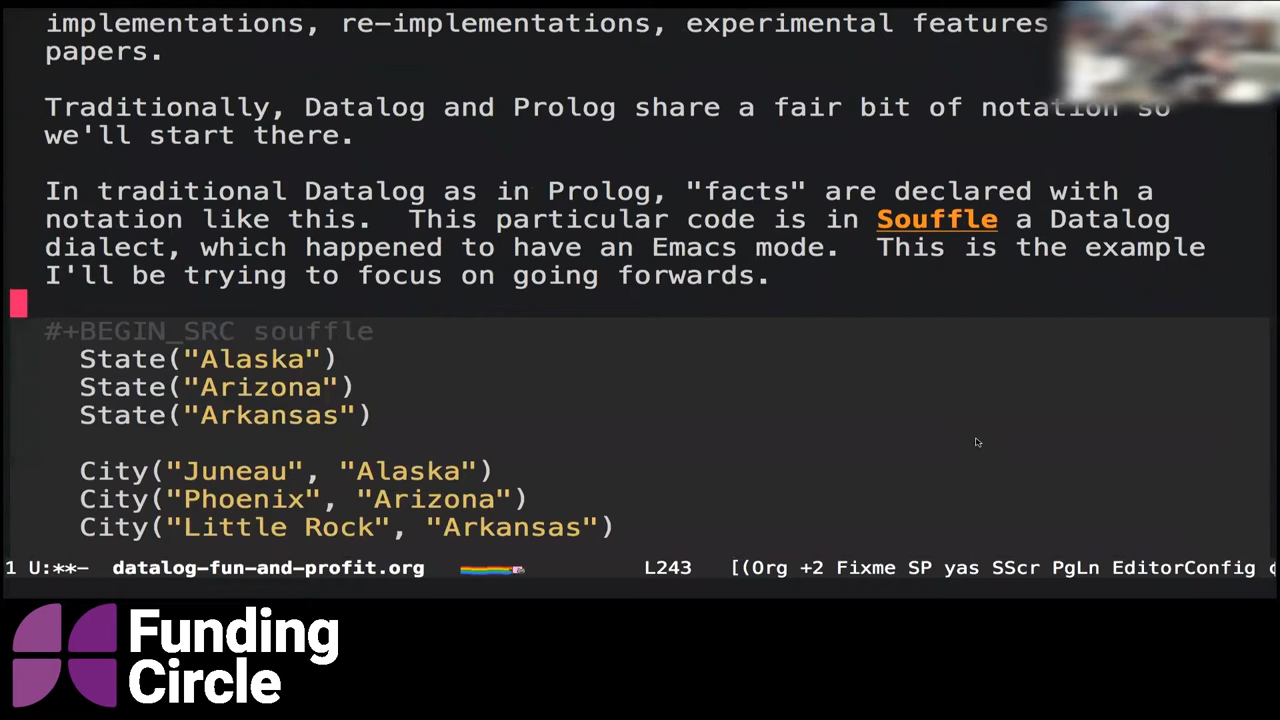 implementations, re-implementations, experimental features
papers.
Traditionally, Datalog and Prolog share a fair bit of notation so
we'll start there.
In traditional Datalog as in Prolog, "facts" are declared with a
notation like this.  This particular code is in Souffle a Datalog
dialect, which happened to have an Emacs mode.  This is the example
I'll be trying to focus on going forwards.
#+BEGIN_SRC souffle
State("Alaska")
State("Arizona")
State("Arkansas")
City("Juneau", "Alaska")
City("Phoenix", "Arizona")
City("Little Rock", "Arkansas")
1 U:**-  datalog-fun-and-profit.org  L243  [(Org +2 Fixme SP yas SScr PgLn EditorConfig
Funding
Circle